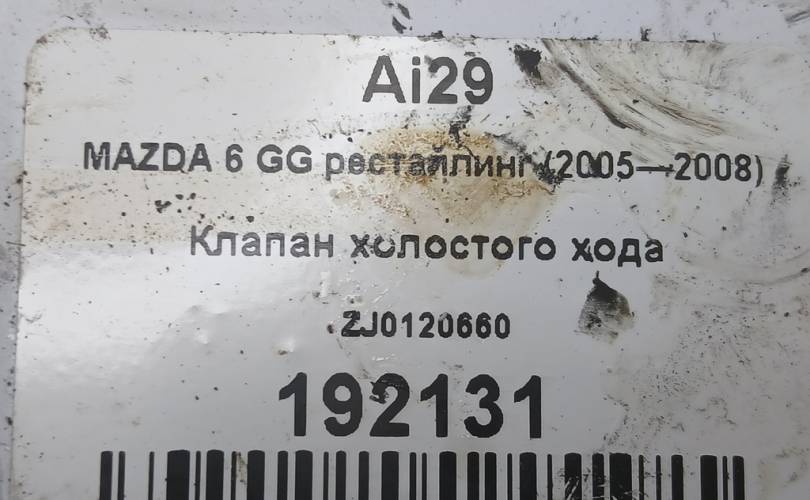 Ai29
MAZDA 6 GG рестайлинг (2005—2008)
Клапан холостого хода
ZJ0120660
192131